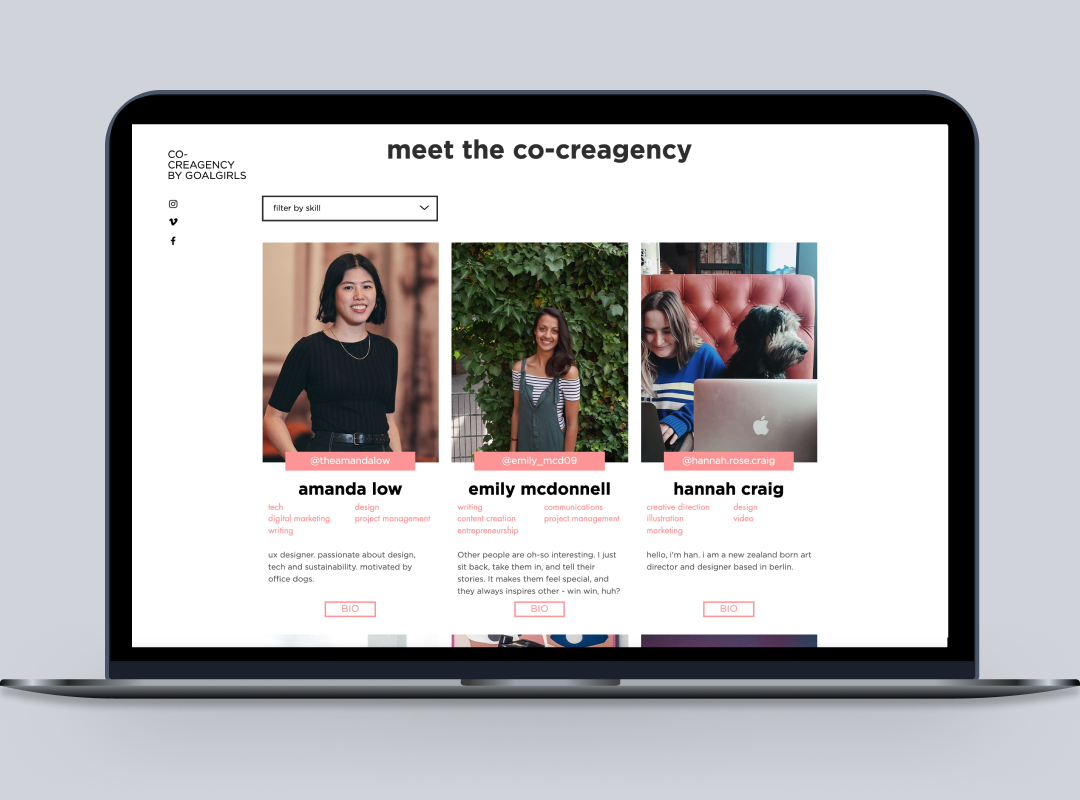 CO-
CREAGENCY
BY GOALGIRLS
meet the co-creagency
filter by skill
@theamandalow
amanda low
tech design
digital marketing project management
writing
ux designer. passionate about design,
tech and sustainability. motivated by
office dogs.
BIO
@emily_mcd09
emily mcdonnell
writing communications
content creation project management
entrepreneurship
Other people are oh-so interesting. I just
sit back, take them in, and tell their
stories. It makes them feel special, and
they always inspires other - win win, huh?
BIO
@hannah.rose.craig
hannah craig
creative direction design
illustration video
marketing
hello, i'm han. i am a new zealand born art
director and designer based in berlin.
BIO